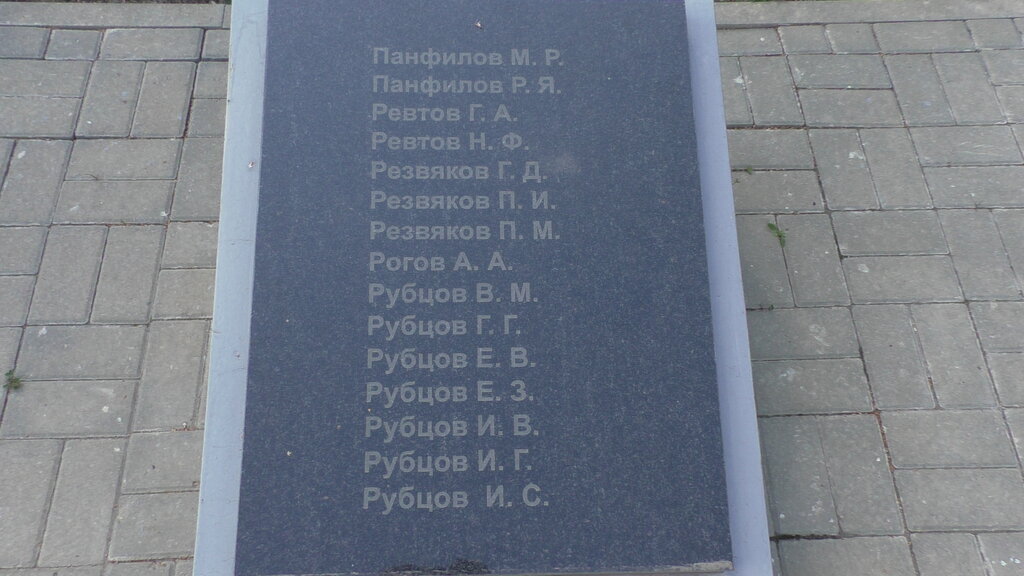 Панфилов М. Р.
Панфилов Р. Я.
Ревтов Г. А.
Ревтов Н. Ф.
Резвяков Г. Д.
Резвяков П. И.
Резвяков П. М.
Рогов А. А.
Рубцов В. М.
Рубцов Г. Г.
Рубцов Е. В.
Рубцов Е. З.
Рубцов И. В.
Рубцов И. Г.
Рубцов И. С.